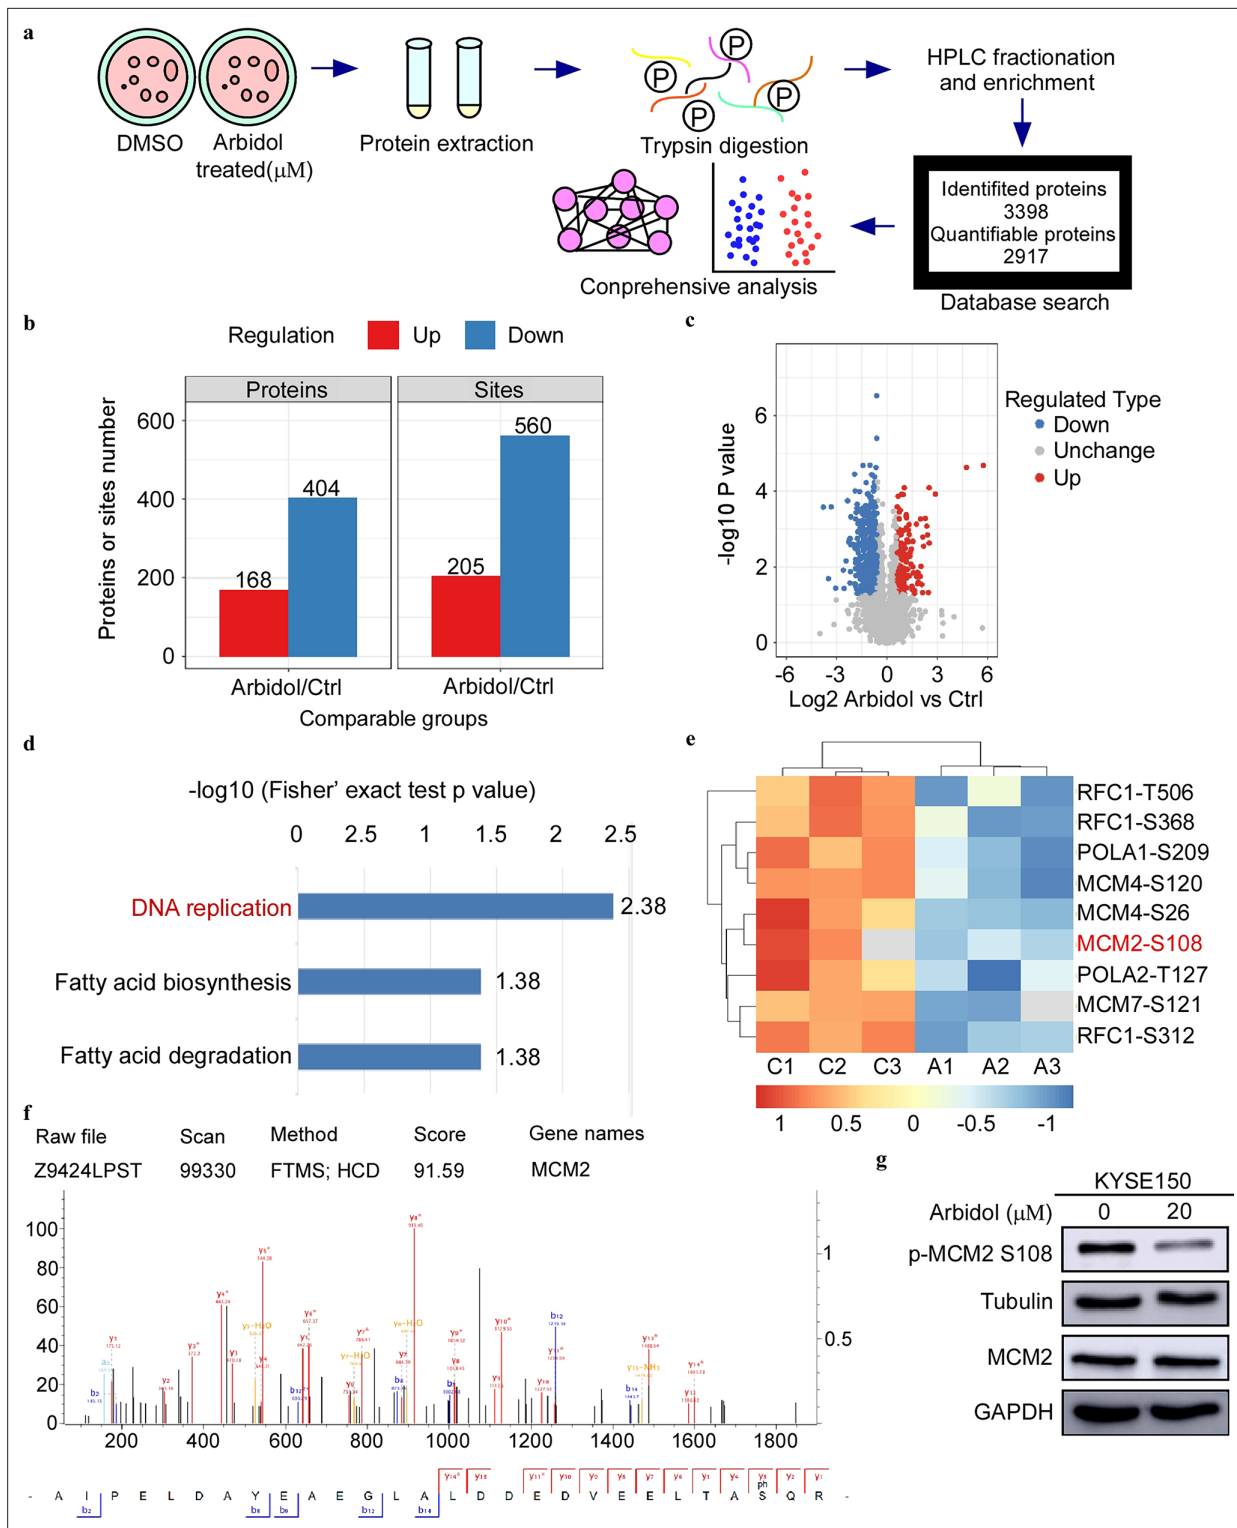 a
DMSO
Arbidol
treated(μM)
Protein extraction
P P P P
Trypsin digestion
HPLC fractionation
and enrichment
Identifited proteins
3398
Quantifiable proteins
2917
Database search
Conprehensive analysis
b
Regulation Up Down
Proteins Sites
Proteins or sites number
600
400
200
0
168 404 205 560
Arbidol/Ctrl Arbidol/Ctrl
Comparable groups
c
-log10 P value
6
4
2
0
-6 -3 0 3 6
Log2 Arbidol vs Ctrl
Regulated Type
Down
Unchange
Up
d
-log10 (Fisher' exact test p value)
0 2.5 1 1.5 2 2.5
DNA replication 2.38
Fatty acid biosynthesis 1.38
Fatty acid degradation 1.38
e
RFC1-T506
RFC1-S368
POLA1-S209
MCM4-S120
MCM4-S26
MCM2-S108
POLA2-T127
MCM7-S121
RFC1-S312
C1 C2 C3 A1 A2 A3
1 0.5 0 -0.5 -1
f
Raw file Scan Method Score Gene names
Z9424LPST 99330 FTMS; HCD 91.59 MCM2
100
80
60
40
20
0
1
0.5
200 400 600 800 1000 1200 1400 1600 1800
- A I P E L D A Y E A E G L A L D D E D V E E L T A S Q R -
ph
b2 b8 b9 b12 b14
g
KYSE150
Arbidol (μM) 0 20
p-MCM2 S108
Tubulin
MCM2
GAPDH